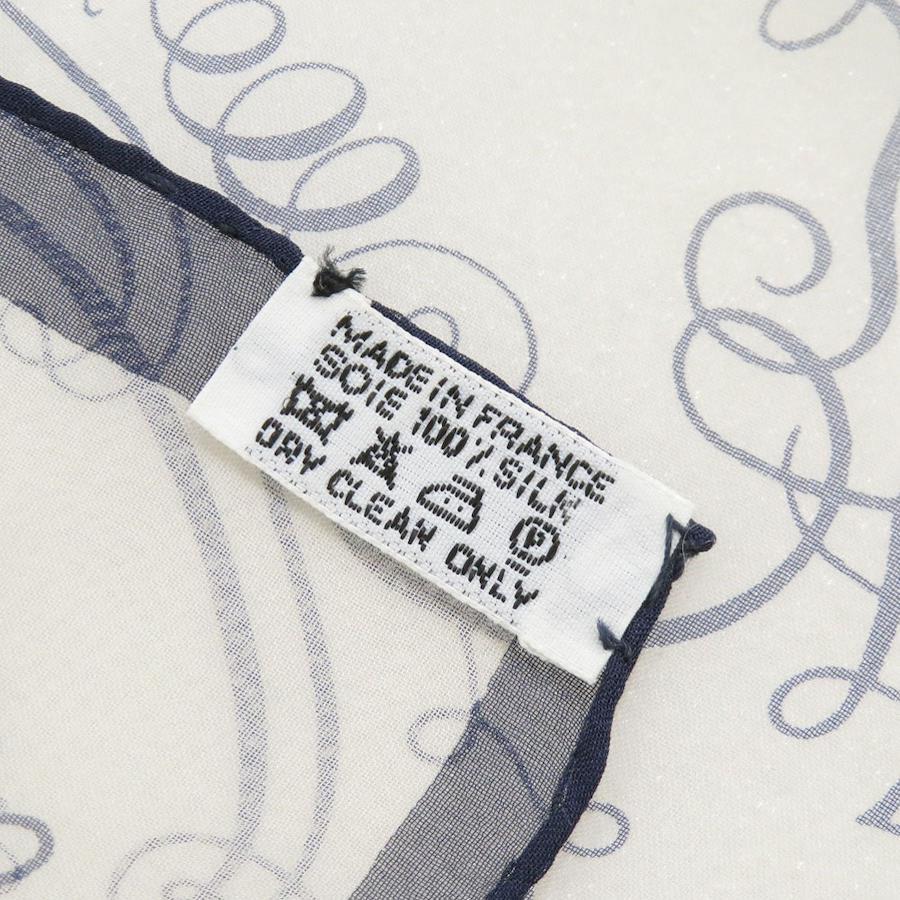 MADE IN FRANCE
SOIE 100% SILK
P
DRY CLEAN ONLY